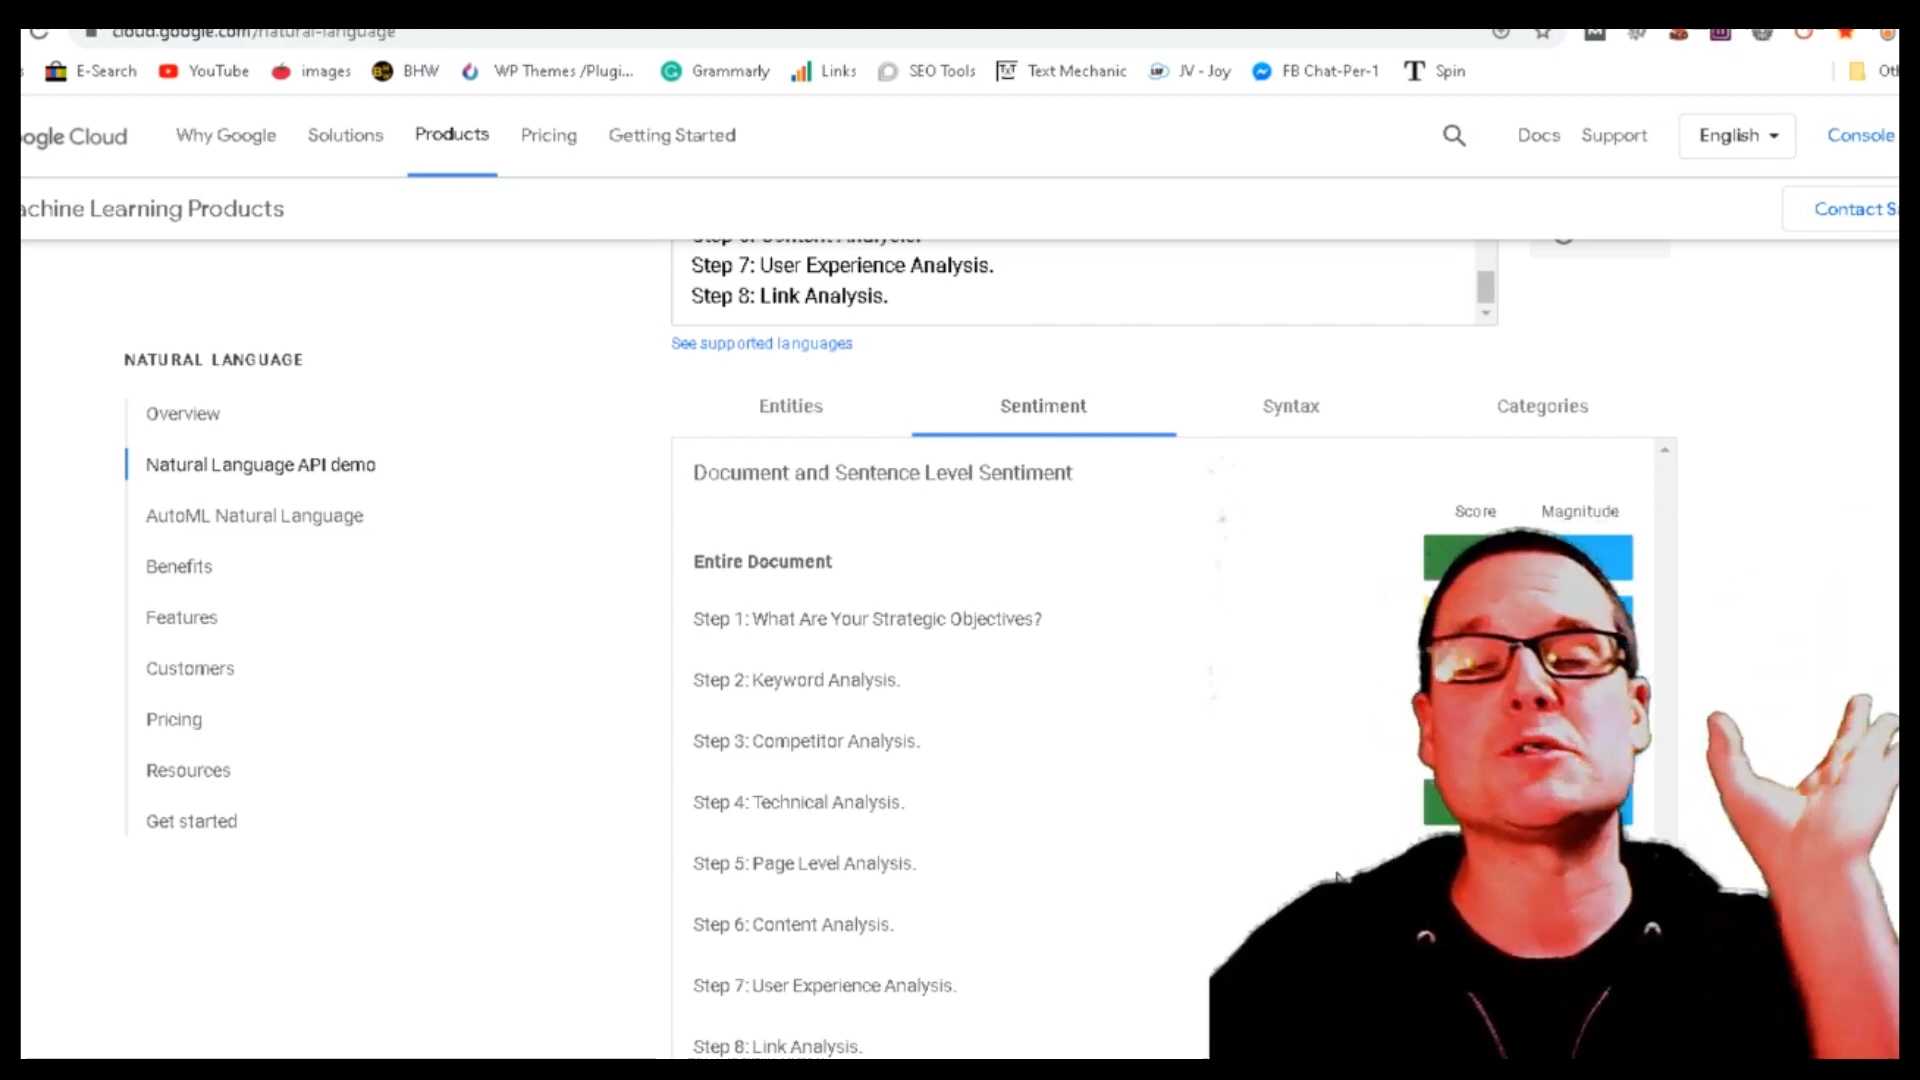 cloud.google.com/natural-language
E-Search YouTube images BHW WP Themes /Plugi... Grammarly Links SEO Tools Text Mechanic JV - Joy FB Chat-Per-1 Spin
Cloud Why Google Solutions Products Pricing Getting Started Docs Support English Console
Learning Products Contact
Step 7: User Experience Analysis.
Step 8: Link Analysis.
See supported languages
NATURAL LANGUAGE
Overview
Natural Language API demo
AutoML Natural Language
Benefits
Features
Customers
Pricing
Resources
Get started
Entities Sentiment Syntax Categories
Document and Sentence Level Sentiment
Score Magnitude
Entire Document
Step 1: What Are Your Strategic Objectives?
Step 2: Keyword Analysis.
Step 3: Competitor Analysis.
Step 4: Technical Analysis.
Step 5: Page Level Analysis.
Step 6: Content Analysis.
Step 7: User Experience Analysis.
Step 8: Link Analysis.